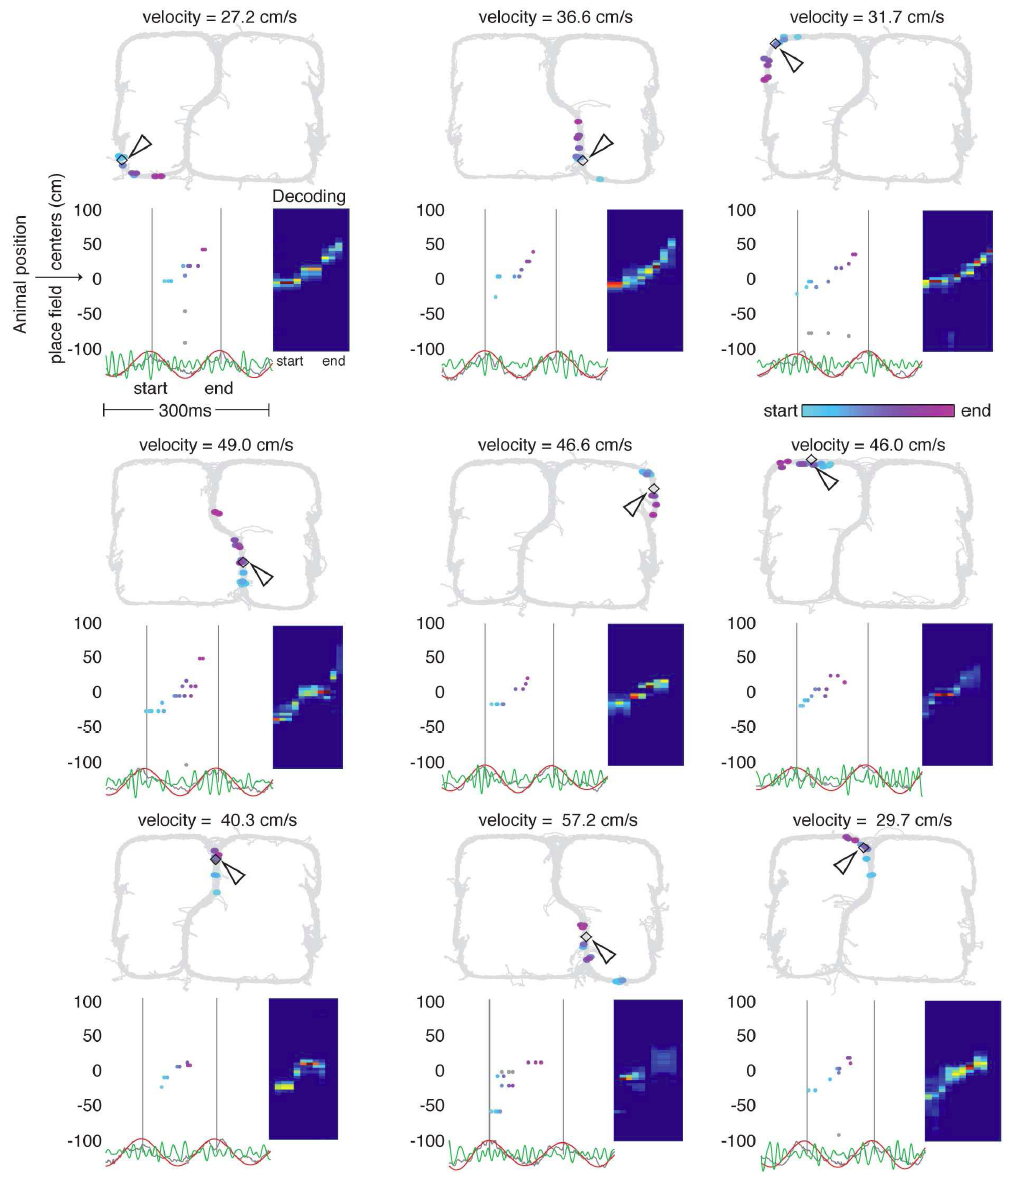 velocity = 27.2 cm/s
velocity = 36.6 cm/s
velocity = 31.7 cm/s
Animal position
place field centers (cm)
Decoding
100
50
0
-50
-100
start
end
start
end
300ms
100
50
0
-50
-100
100
50
0
-50
-100
start
end
velocity = 49.0 cm/s
velocity = 46.6 cm/s
velocity = 46.0 cm/s
100
50
0
-50
-100
100
50
0
-50
-100
100
50
0
-50
-100
velocity = 40.3 cm/s
velocity = 57.2 cm/s
velocity = 29.7 cm/s
100
50
0
-50
-100
100
50
0
-50
-100
100
50
0
-50
-100